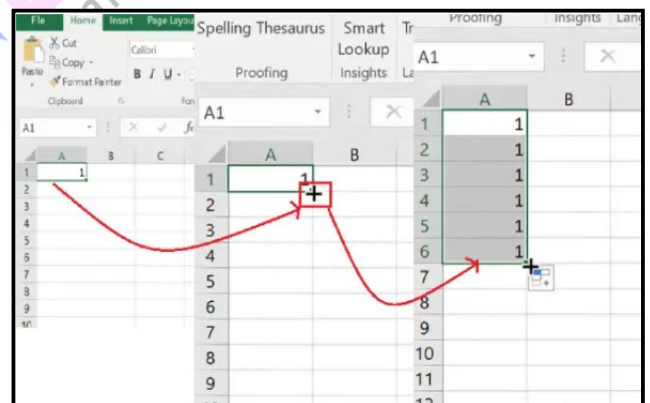 File Home Insert Page Layou
Cut
Copy
Paste
Format Painter
Clipboard
Calibri
B I U
A1
fx
A B C
1 1
2
3
4
5
6
7
8
9
10
Spelling Thesaurus Smart Lookup
Proofing Insights
A1
A B
1 1
2
3
4
5
6
7
8
9
Proofing Insights Lang
A1
A B
1 1
2 1
3 1
4 1
5 1
6 1
7
8
9
10
11
12